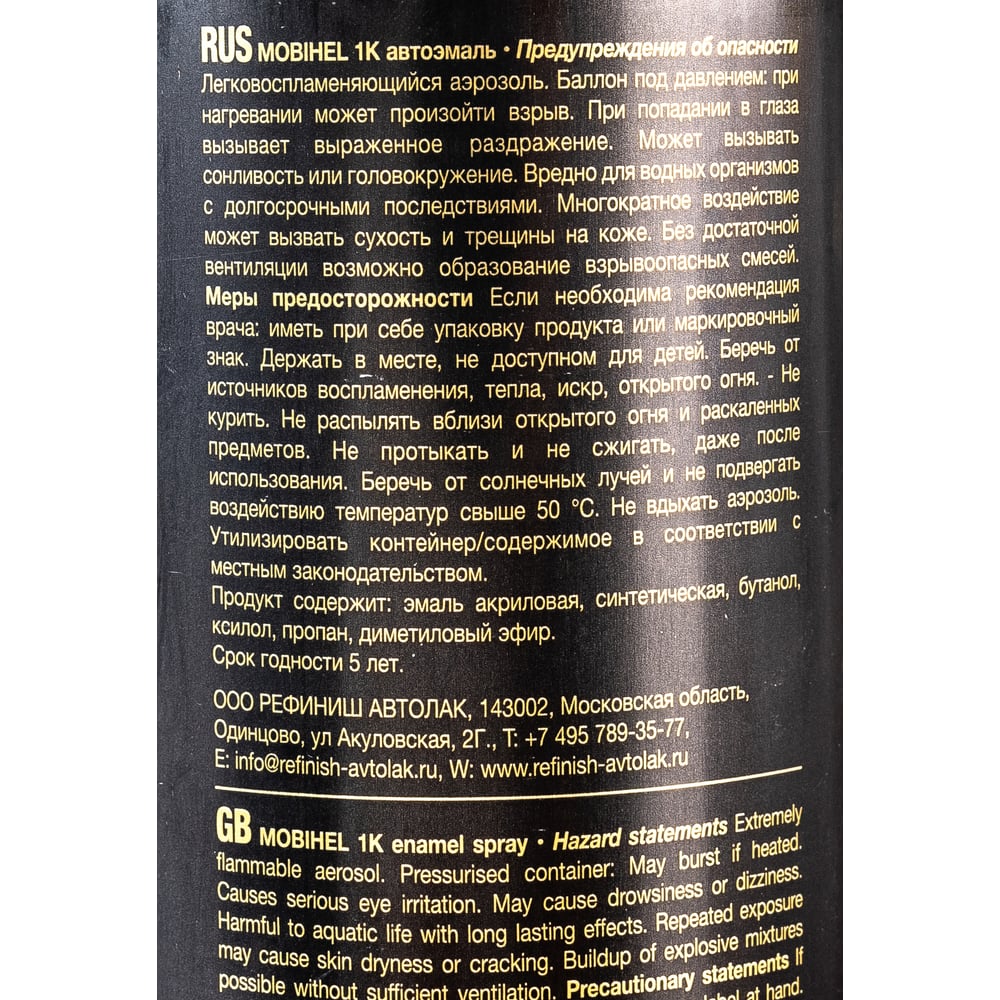 RUS MOBIHEL 1K автоэмаль • Предупреждения об опасности
Легковоспламеняющийся аэрозоль. Баллон под давлением: при
нагревании может произойти взрыв. При попадании в глаза
вызывает выраженное раздражение. Может вызывать
сонливость или головокружение. Вредно для водных организмов
с долгосрочными последствиями. Многократное воздействие
может вызвать сухость и трещины на коже. Без достаточной
вентиляции возможно образование взрывоопасных смесей.
Меры предосторожности Если необходима рекомендация
врача: иметь при себе упаковку продукта или маркировочный
знак. Держать в месте, не доступном для детей. Беречь от
источников воспламенения, тепла, искр, открытого огня. - Не
курить. Не распылять вблизи открытого огня и раскаленных
предметов. Не протыкать и не сжигать, даже после
использования. Беречь от солнечных лучей и не подвергать
воздействию температур свыше 50 °C. Не вдыхать аэрозоль.
Утилизировать контейнер/содержимое в соответствии с
местным законодательством.
Продукт содержит: эмаль акриловая, синтетическая, бутанол,
ксилол, пропан, диметиловый эфир.
Срок годности 5 лет.
ООО РЕФИНИШ АВТОЛАК, 143002, Московская область,
Одинцово, ул Акуловская, 2Г., Т: +7 495 789-35-77,
E: info@refinish-avtolak.ru, W: www.refinish-avtolak.ru
GB MOBIHEL 1K enamel spray • Hazard statements Extremely
flammable aerosol. Pressurised container: May burst if heated.
Causes serious eye irritation. May cause drowsiness or dizziness.
Harmful to aquatic life with long lasting effects. Repeated exposure
may cause skin dryness or cracking. Buildup of explosive mixtures
possible without sufficient ventilation. Precautionary statements If
label at hand.